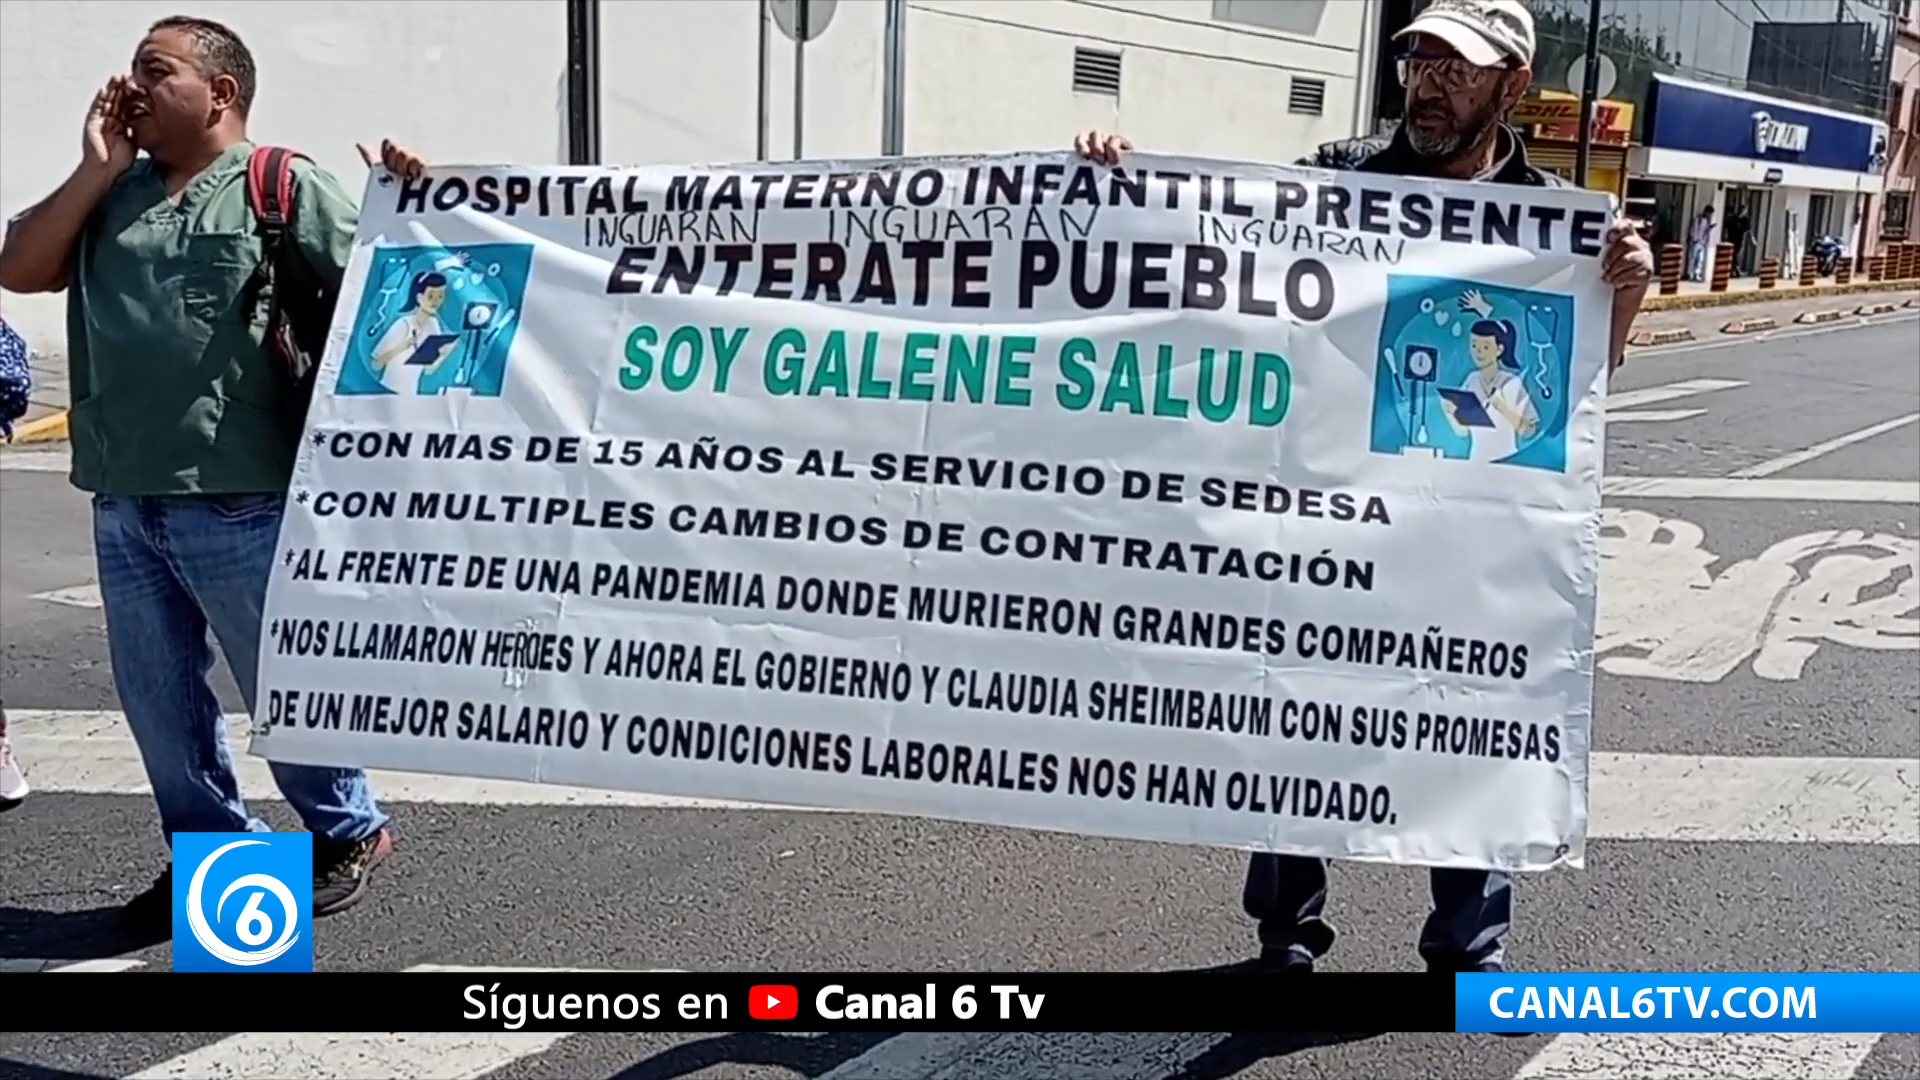 HOSPITAL MATERNO INFANTIL PRESENTE
INGUARAN INGUARAN INGUARAN
ENTERATE PUEBLO
SOY GALENE SALUD
*CON MAS DE 15 AÑOS AL SERVICIO DE SEDESA
*CON MULTIPLES CAMBIOS DE CONTRATACIÓN
*AL FRENTE DE UNA PANDEMIA DONDE MURIERON GRANDES COMPAÑEROS
*NOS LLAMARON HEROES Y AHORA EL GOBIERNO Y CLAUDIA SHEIMBAUM CON SUS PROMESAS
DE UN MEJOR SALARIO Y CONDICIONES LABORALES NOS HAN OLVIDADO.
DHL
6
Síguenos en Canal 6 Tv
CANAL6TV.COM